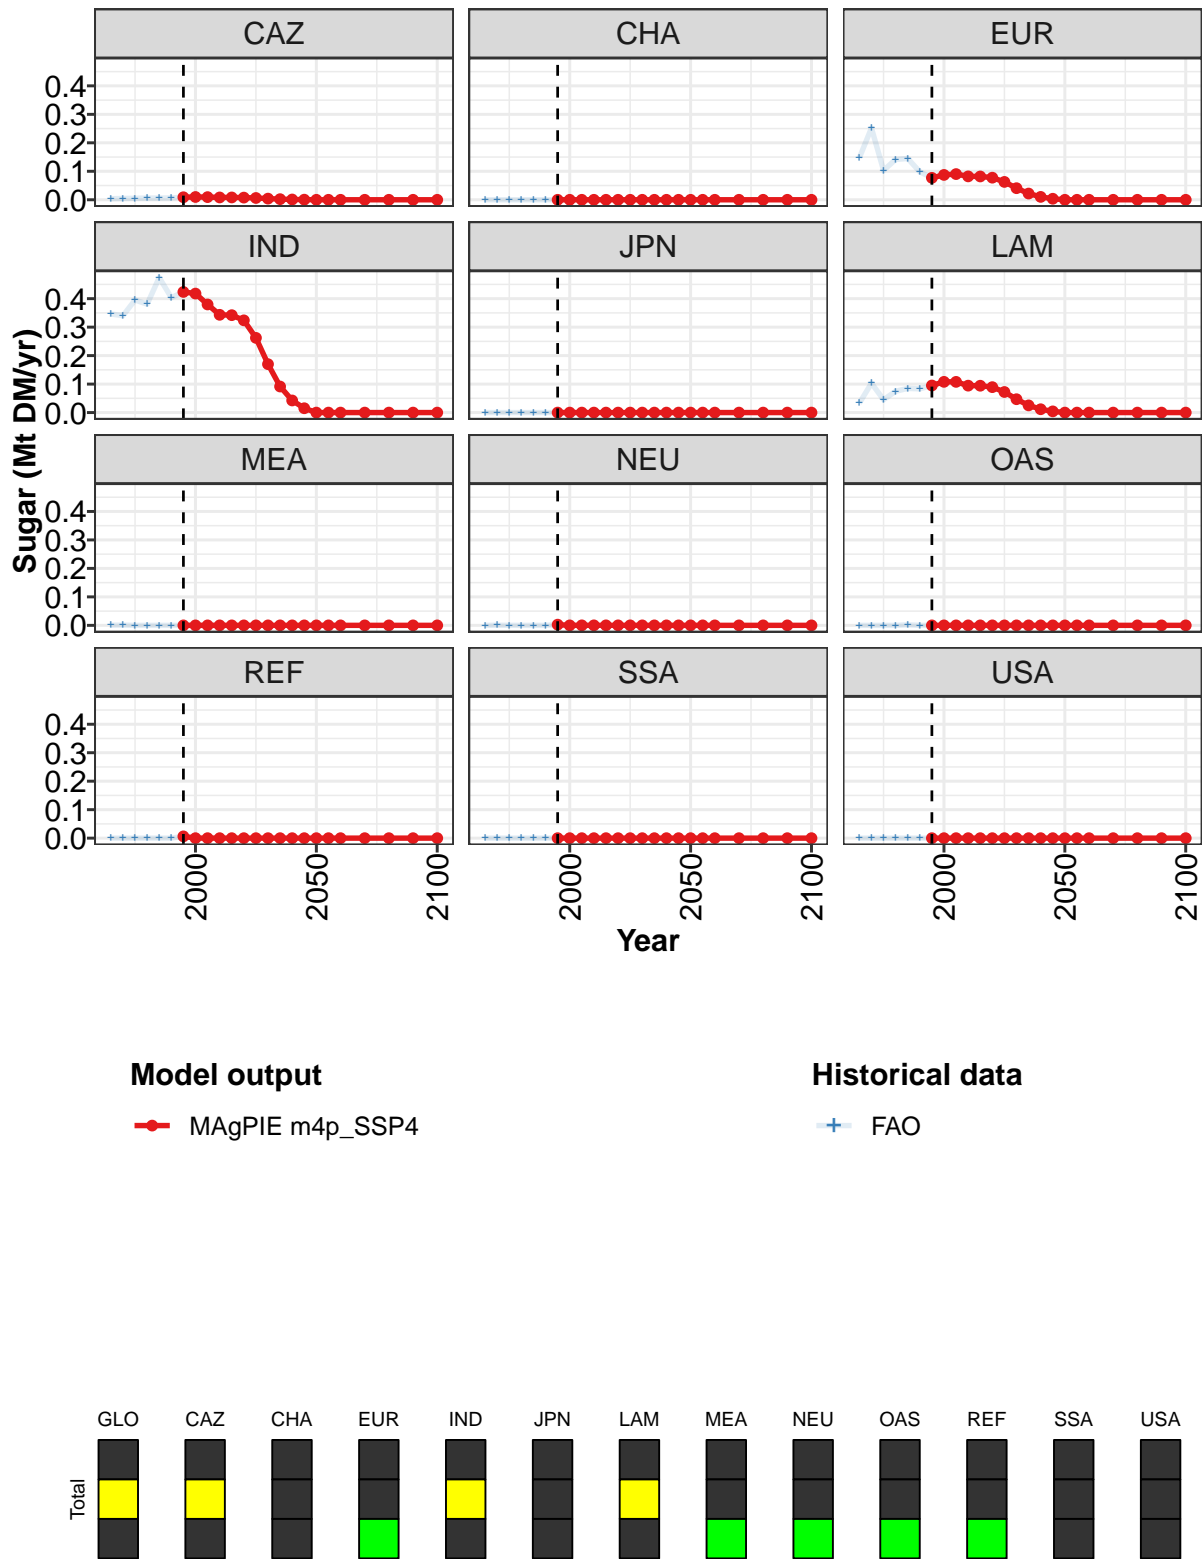 CAZ CHA EUR
0.4
0.3
0.2
0.1
0.0
IND JPN LAM
0.4
0.3
0.2
0.1
0.0
MEA NEU OAS
0.4
0.3
0.2
0.1
0.0
REF SSA USA
0.4
0.3
0.2
0.1
0.0
Sugar (Mt DM/yr)
2000 2050 2100 2000 2050 2100 2000 2050 2100
Year
Model output Historical data
MAgPIE m4p_SSP4 FAO
GLO CAZ CHA EUR IND JPN LAM MEA NEU OAS REF SSA USA
Total